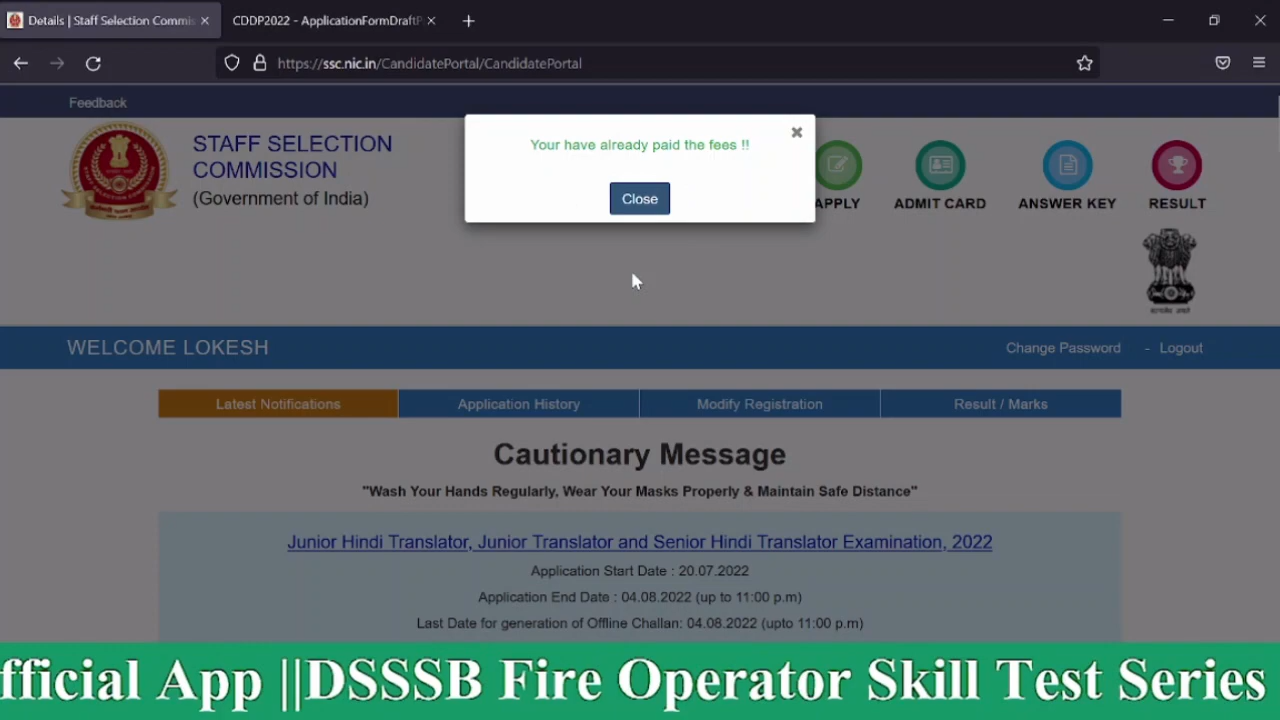 Details | Staff Selection Commis
CDDP2022 - ApplicationFormDraftP
https://ssc.nic.in/CandidatePortal/CandidatePortal
Feedback
STAFF SELECTION
COMMISSION
(Government of India)
Your have already paid the fees !!
Close
APPLY
ADMIT CARD
ANSWER KEY
RESULT
WELCOME LOKESH
Change Password - Logout
Latest Notifications
Application History
Modify Registration
Result / Marks
Cautionary Message
"Wash Your Hands Regularly, Wear Your Masks Properly & Maintain Safe Distance"
Junior Hindi Translator, Junior Translator and Senior Hindi Translator Examination, 2022
Application Start Date : 20.07.2022
Application End Date : 04.08.2022 (up to 11:00 p.m)
Last Date for generation of Offline Challan: 04.08.2022 (upto 11:00 p.m)
fficial App ||DSSSB Fire Operator Skill Test Series